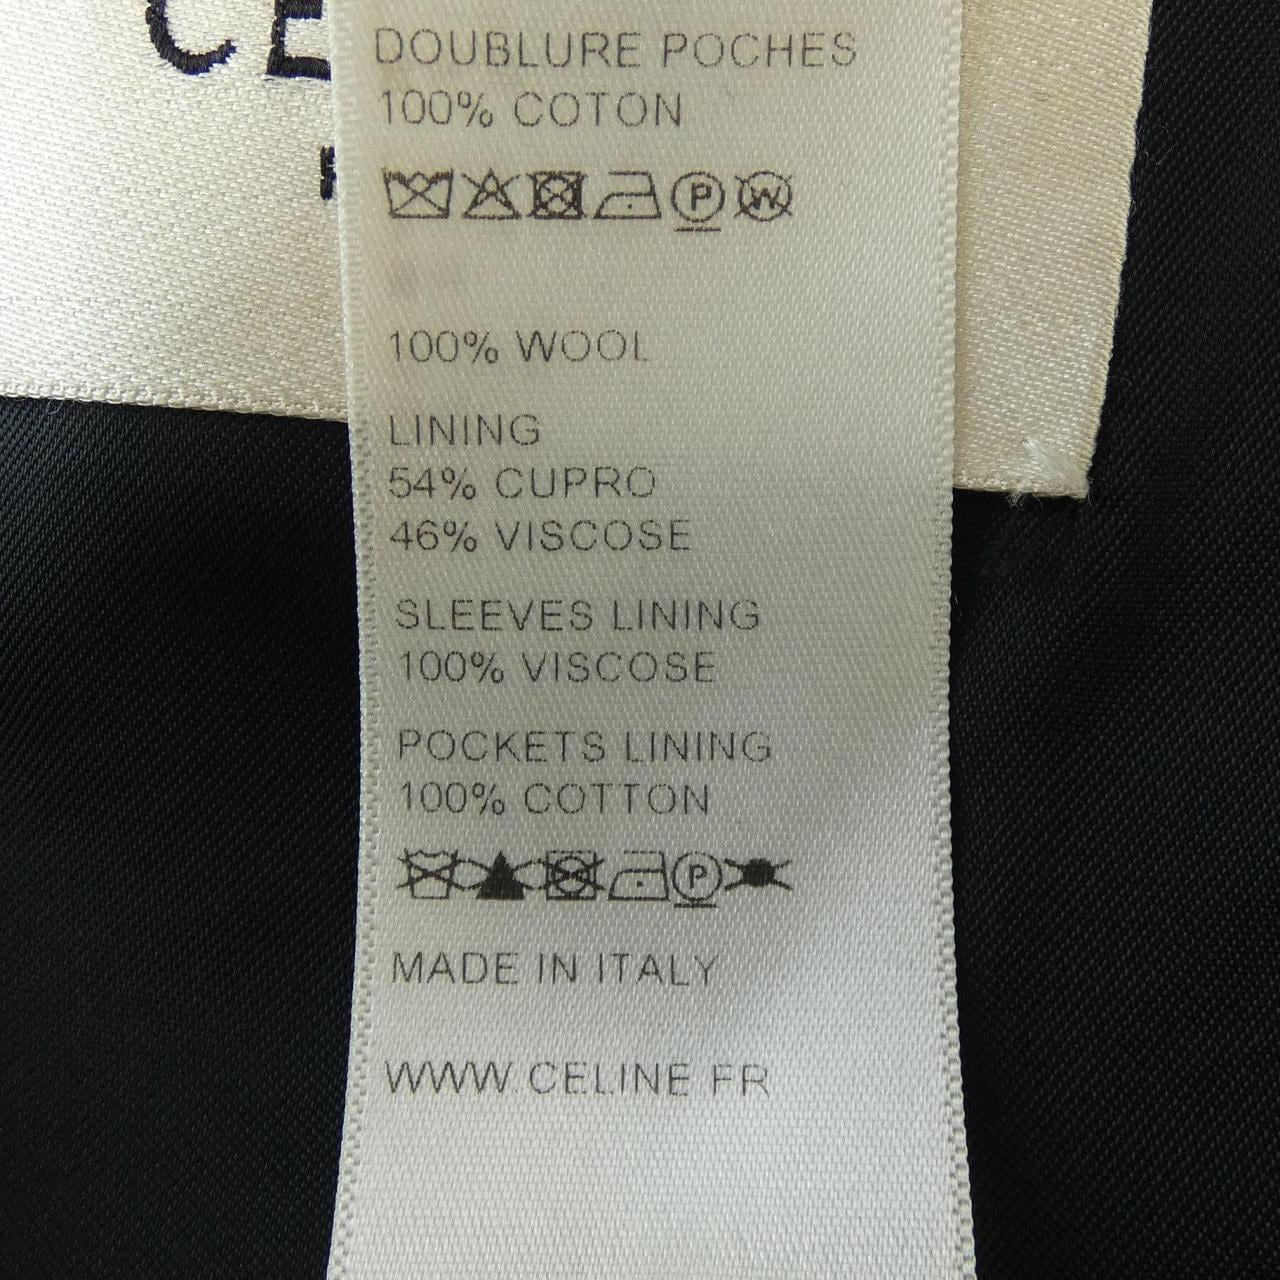 CE
DOUBLURE POCHES
100% COTON
P W
100% WOOL
LINING
54% CUPRO
46% VISCOSE
SLEEVES LINING
100% VISCOSE
POCKETS LINING
100% COTTON
P
MADE IN ITALY
WWW CELINE FR